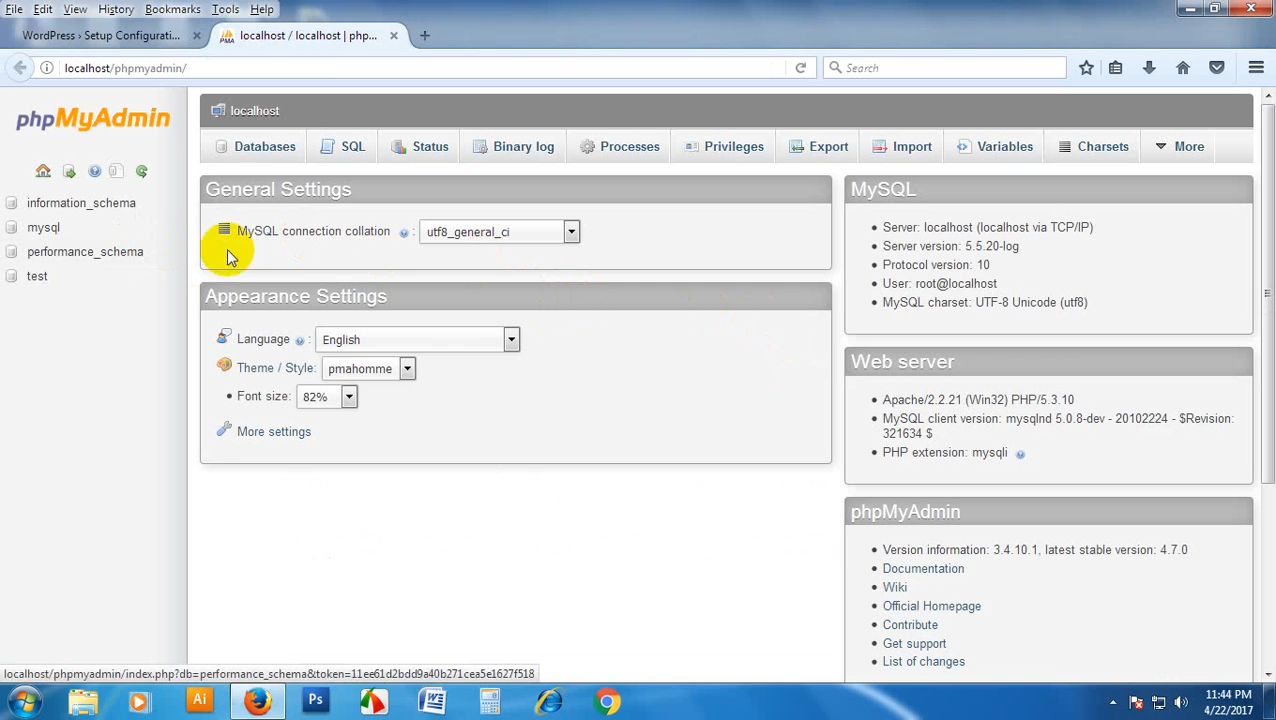 File Edit View History Bookmarks Tools Help
WordPress › Setup Configurati...
localhost / localhost | php...
localhost/phpmyadmin/
Search
phpMyAdmin
information_schema
mysql
performance_schema
test
localhost
Databases SQL Status Binary log Processes Privileges Export Import Variables Charsets More
General Settings
MySQL connection collation : utf8_general_ci
Appearance Settings
Language : English
Theme / Style: pmahomme
• Font size: 82%
More settings
MySQL
• Server: localhost (localhost via TCP/IP)
• Server version: 5.5.20-log
• Protocol version: 10
• User: root@localhost
• MySQL charset: UTF-8 Unicode (utf8)
Web server
• Apache/2.2.21 (Win32) PHP/5.3.10
• MySQL client version: mysqlnd 5.0.8-dev - 20102224 - $Revision:
321634 $
• PHP extension: mysqli
phpMyAdmin
• Version information: 3.4.10.1, latest stable version: 4.7.0
• Documentation
• Wiki
• Official Homepage
• Contribute
• Get support
• List of changes
localhost/phpmyadmin/index.php?db=performance_schema&token=11ee61d2bdd9a40b271cea5e1627f518
Ai
Ps
11:44 PM
4/22/2017